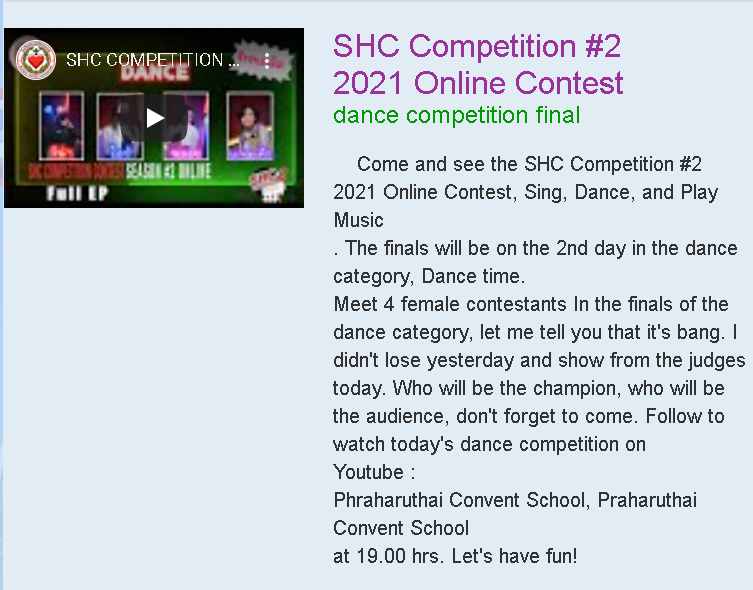 SHC COMPETITION ...
DANCE
SHC COMPETITION CONTEST SEASON #2 ONLINE
Full EP
SHC Competition #2
2021 Online Contest
dance competition final
Come and see the SHC Competition #2
2021 Online Contest, Sing, Dance, and Play
Music
. The finals will be on the 2nd day in the dance
category, Dance time.
Meet 4 female contestants In the finals of the
dance category, let me tell you that it's bang. I
didn't lose yesterday and show from the judges
today. Who will be the champion, who will be
the audience, don't forget to come. Follow to
watch today's dance competition on
Youtube :
Phraharuthai Convent School, Praharuthai
Convent School
at 19.00 hrs. Let's have fun!